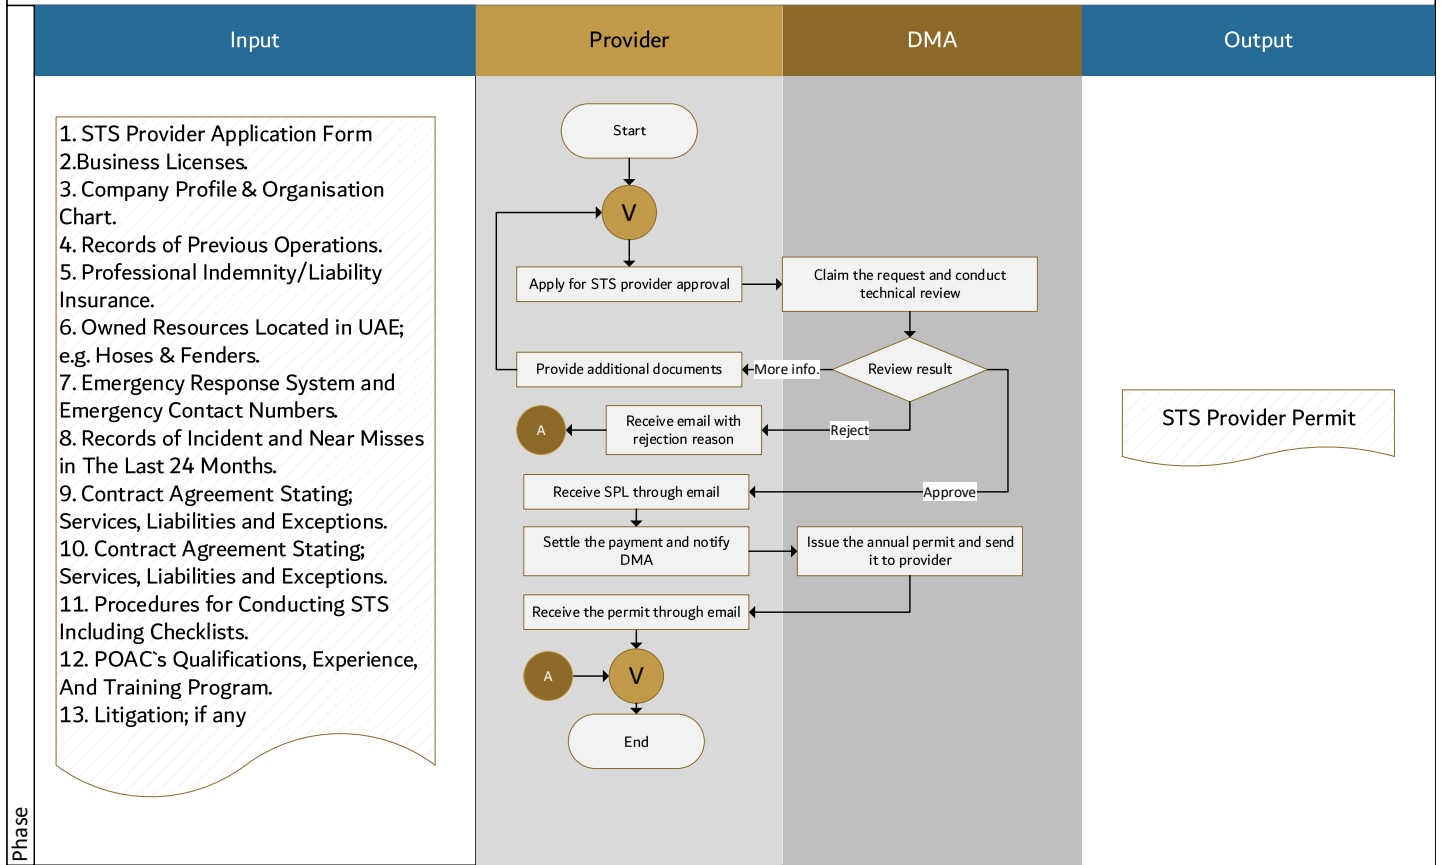 Input
Provider
DMA
Output
1. STS Provider Application Form
2.Business Licenses.
3. Company Profile & Organisation
Chart.
4. Records of Previous Operations.
5. Professional Indemnity/Liability
Insurance.
6. Owned Resources Located in UAE;
e.g. Hoses & Fenders.
7. Emergency Response System and
Emergency Contact Numbers.
8. Records of Incident and Near Misses
in The Last 24 Months.
9. Contract Agreement Stating;
Services, Liabilities and Exceptions.
10. Contract Agreement Stating;
Services, Liabilities and Exceptions.
11. Procedures for Conducting STS
Including Checklists.
12. POAC`s Qualifications, Experience,
And Training Program.
13. Litigation; if any
Start
V
Apply for STS provider approval
Claim the request and conduct
technical review
Provide additional documents
More info.
Review result
A
Receive email with
rejection reason
Reject
Receive SPL through email
Approve
Settle the payment and notify
DMA
Issue the annual permit and send
it to provider
Receive the permit through email
A
V
End
STS Provider Permit
Phase